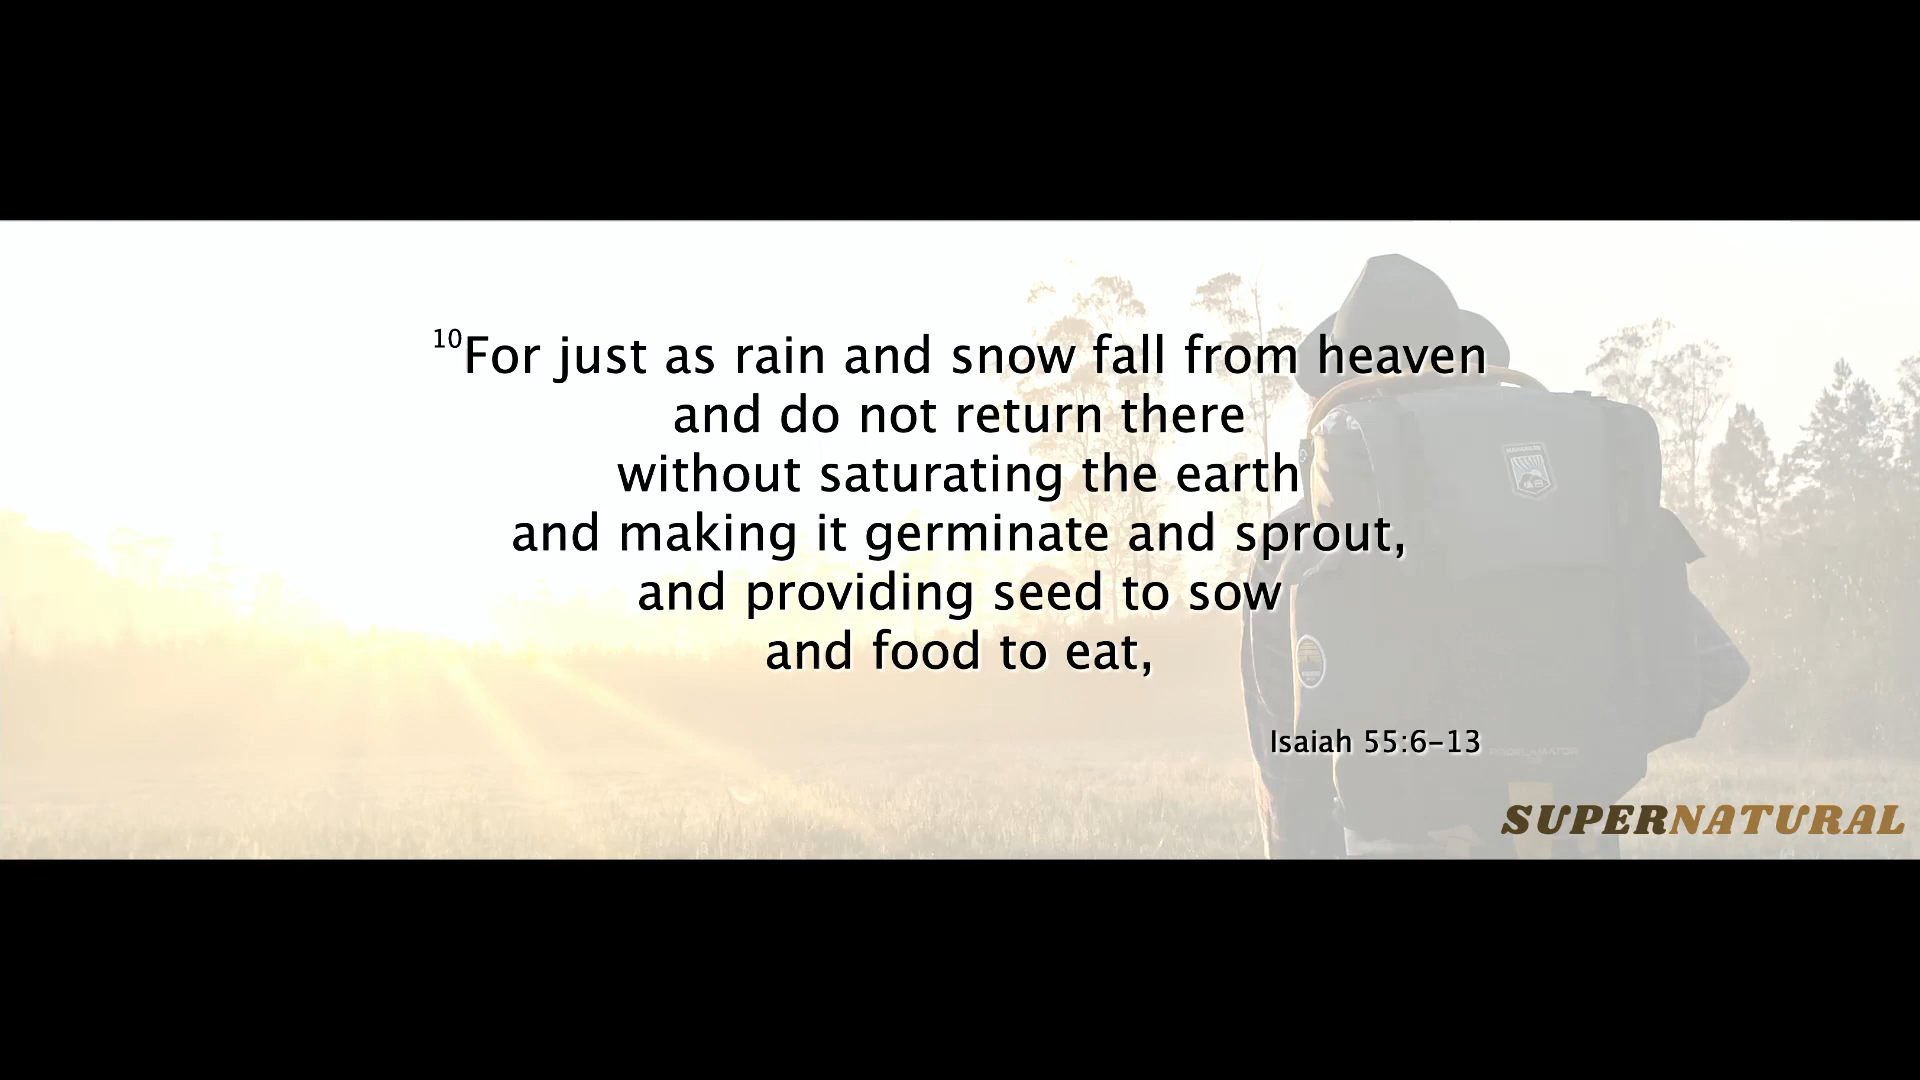 10For just as rain and snow fall from heaven
and do not return there
without saturating the earth
and making it germinate and sprout,
and providing seed to sow
and food to eat,
Isaiah 55:6–13
SUPERNATURAL